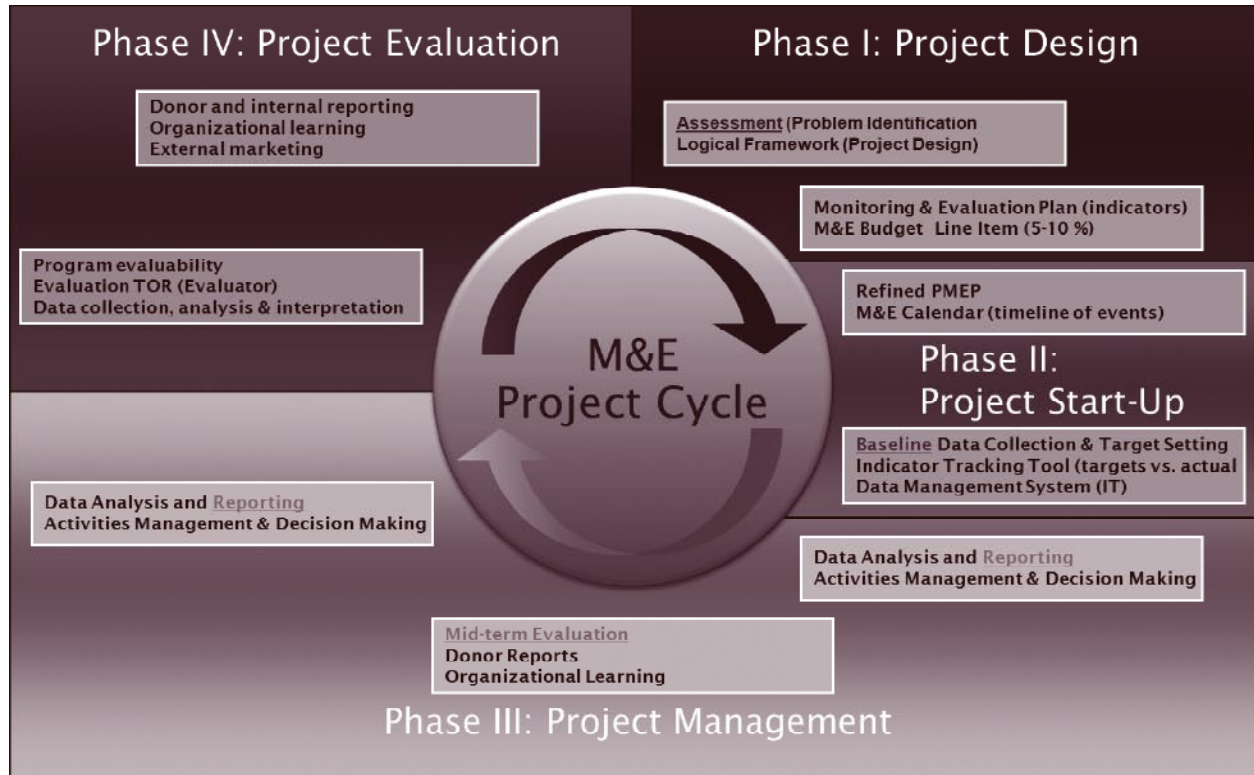 Phase IV: Project Evaluation
Donor and internal reporting
Organizational learning
External marketing
Program evaluability
Evaluation TOR (Evaluator)
Data collection, analysis & interpretation
Phase I: Project Design
Assessment (Problem Identification
Logical Framework (Project Design)
Monitoring & Evaluation Plan (indicators)
M&E Budget Line Item (5-10 %)
Refined PMEP
M&E Calendar (timeline of events)
Phase II:
Project Start-Up
Baseline Data Collection & Target Setting
Indicator Tracking Tool (targets vs. actual
Data Management System (IT)
M&E
Project Cycle
Data Analysis and Reporting
Activities Management & Decision Making
Data Analysis and Reporting
Activities Management & Decision Making
Mid-term Evaluation
Donor Reports
Organizational Learning
Phase III: Project Management